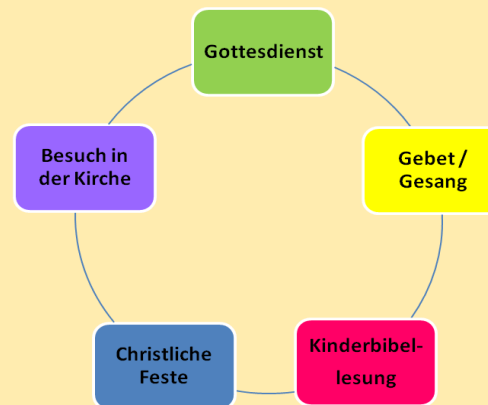 Gottesdienst
Gebet /
Gesang
Kinderbibel-
lesung
Christliche
Feste
Besuch in
der Kirche